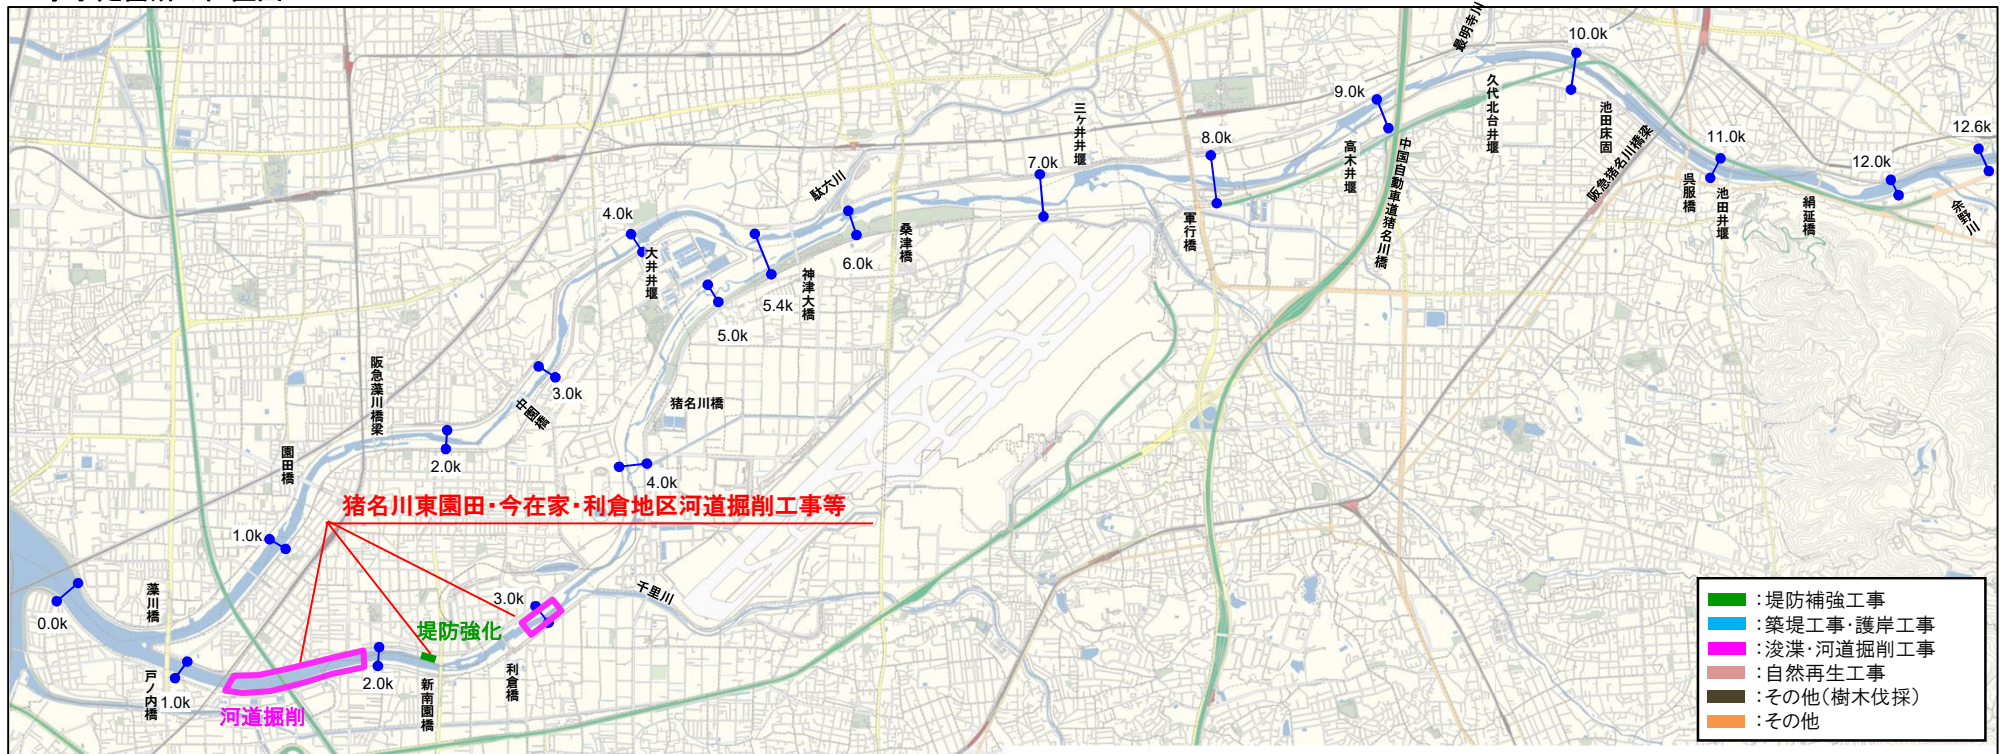 最明寺川
10.0k
9.0k
久代北台井堰
池田床固
三ヶ井井堰
8.0k
高木井堰
中国自動車道猪名川橋
阪急猪名川橋梁
11.0k
12.6k
7.0k
12.0k
呉服橋
池田井堰
絹延橋
余野川
駄六川
4.0k
大井井堰
桑津橋
軍行橋
6.0k
神津大橋
5.4k
5.0k
阪急藻川橋梁
3.0k
中園橋
猪名川橋
園田橋
2.0k
4.0k
猪名川東園田・今在家・利倉地区河道掘削工事等
1.0k
藻川橋
0.0k
千里川
3.0k
堤防強化
戸ノ内橋
1.0k
2.0k
新南園橋
利倉橋
河道掘削
：堤防補強工事
：築堤工事・護岸工事
：浚渫・河道掘削工事
：自然再生工事
：その他（樹木伐採）
：その他